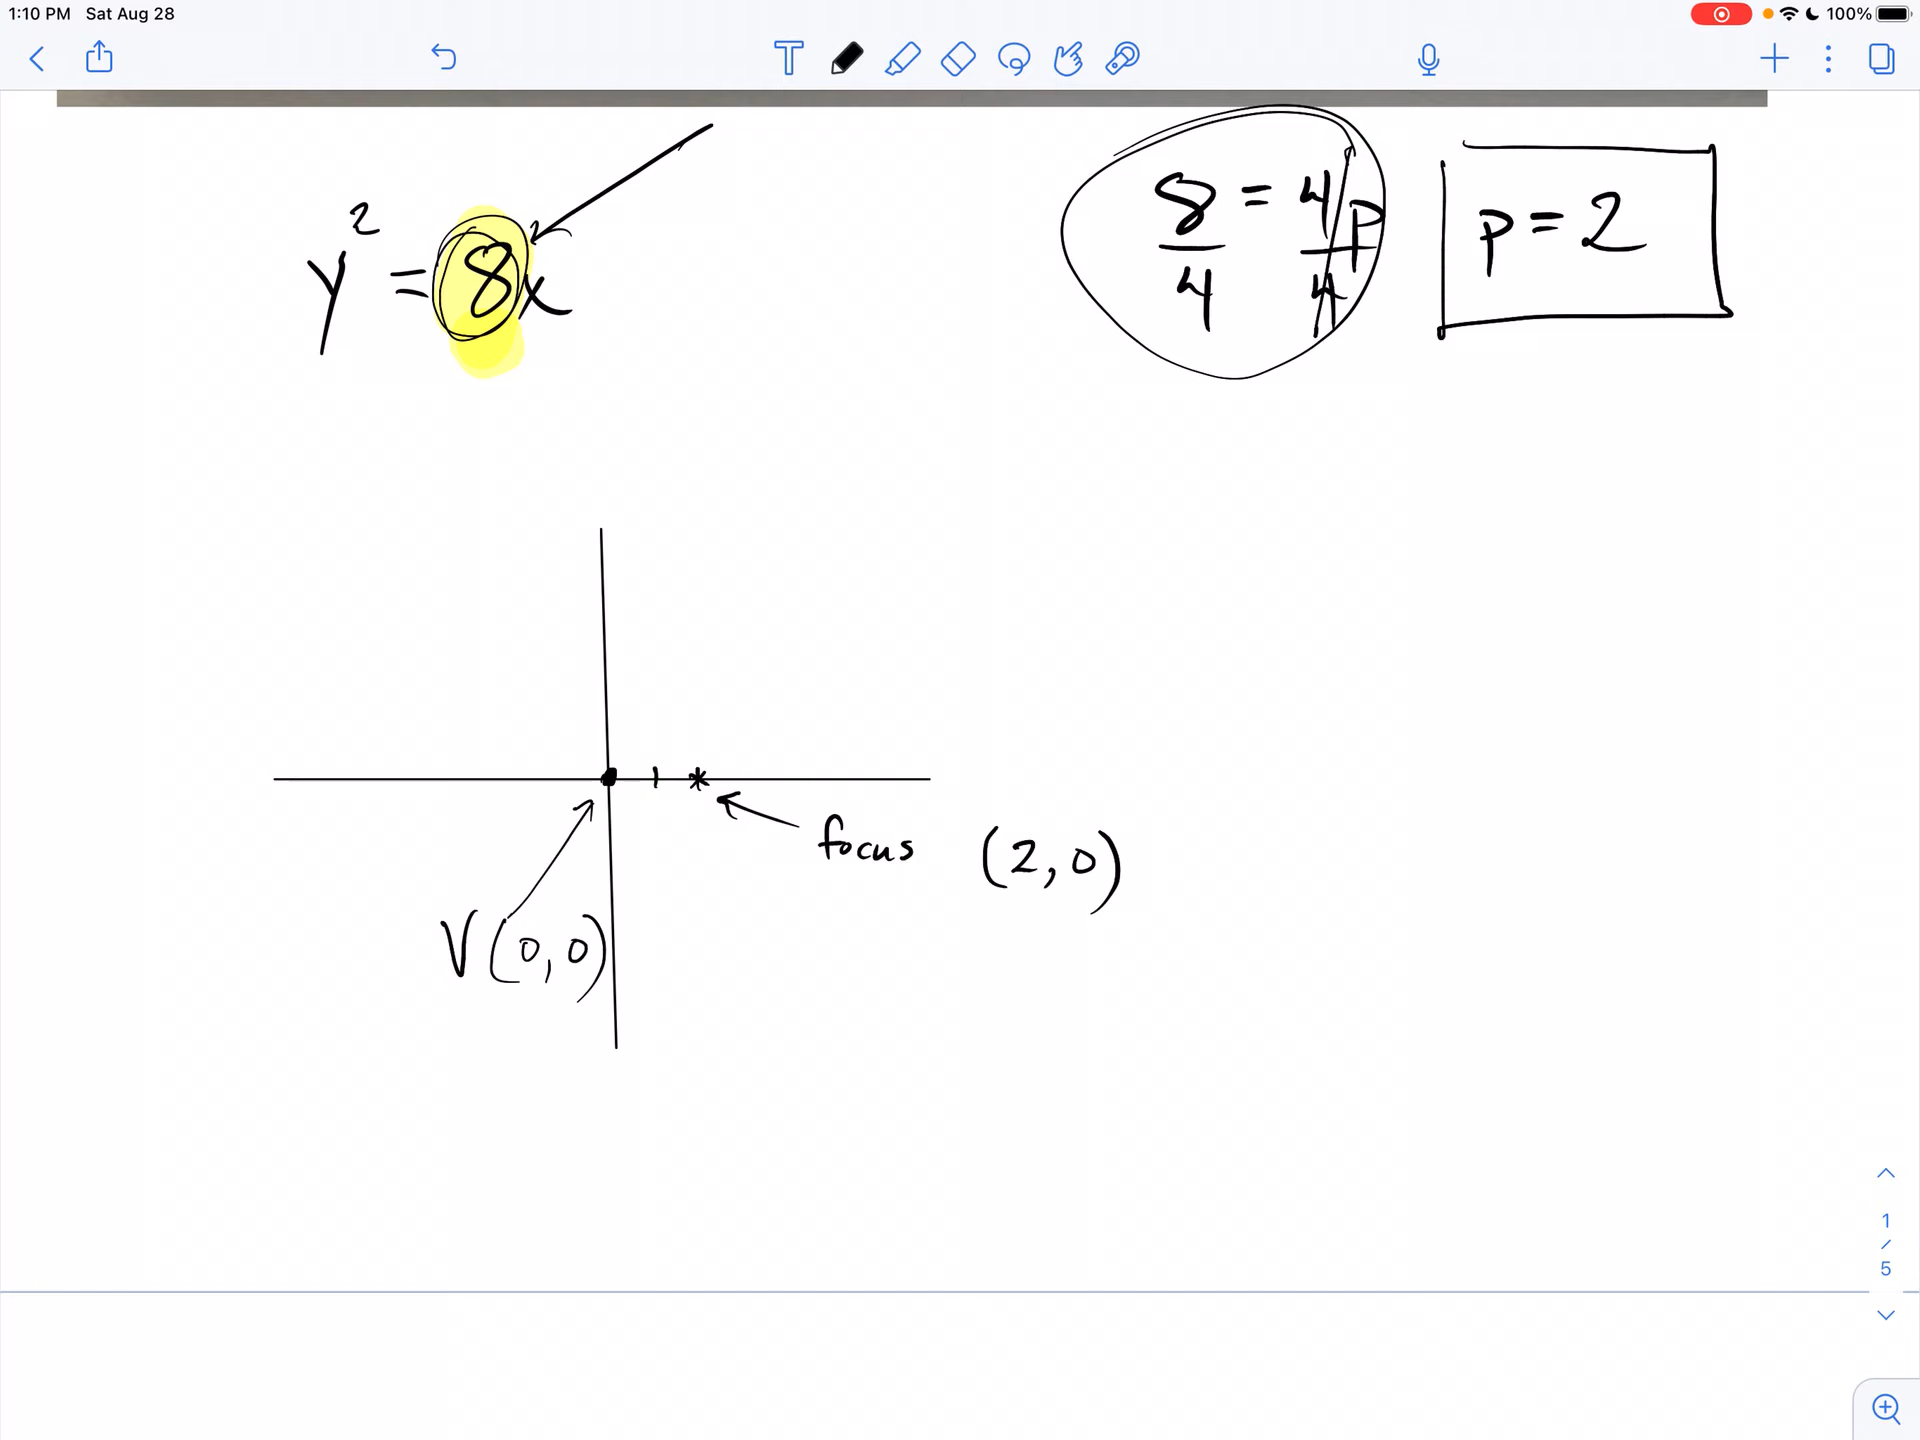 1:10 PM Sat Aug 28
100%
T
y² = 8x
8 = 4p
4 4
p = 2
focus (2,0)
V(0,0)
1
/
5